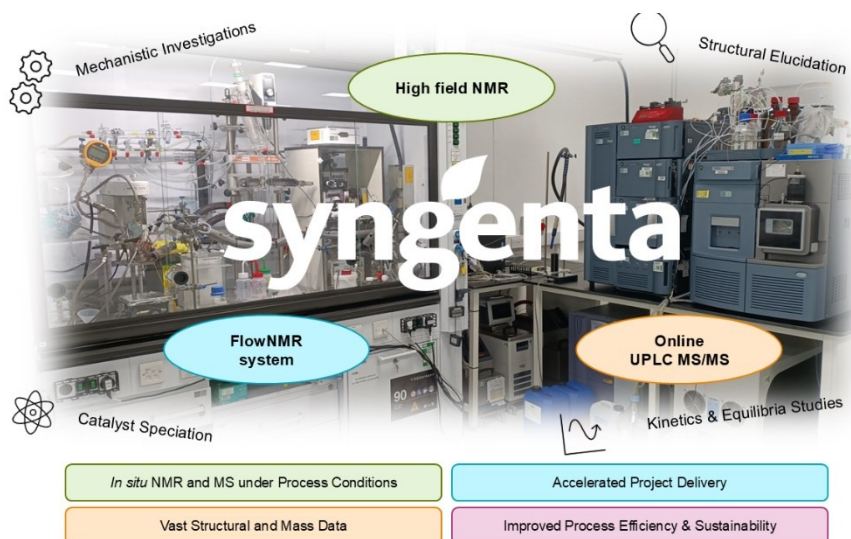 Mechanistic Investigations
Structural Elucidation
High field NMR
syngenta
FlowNMR
system
Online
UPLC MS/MS
90
Catalyst Speciation
Kinetics & Equilibria Studies
In situ NMR and MS under Process Conditions
Accelerated Project Delivery
Vast Structural and Mass Data
Improved Process Efficiency & Sustainability